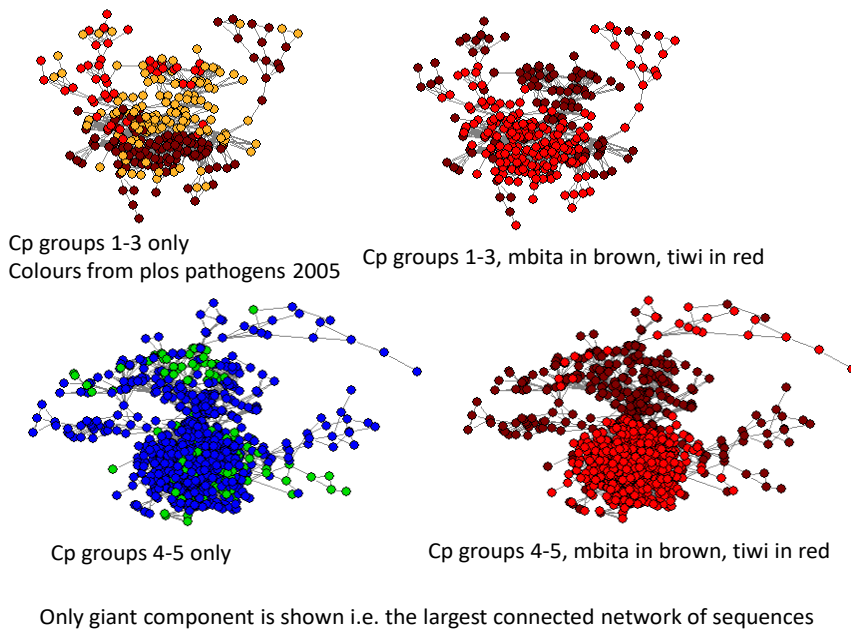 Cp groups 1-3 only
Colours from plos pathogens 2005
Cp groups 1-3, mbita in brown, tiwi in red
Cp groups 4-5 only
Cp groups 4-5, mbita in brown, tiwi in red
Only giant component is shown i.e. the largest connected network of sequences